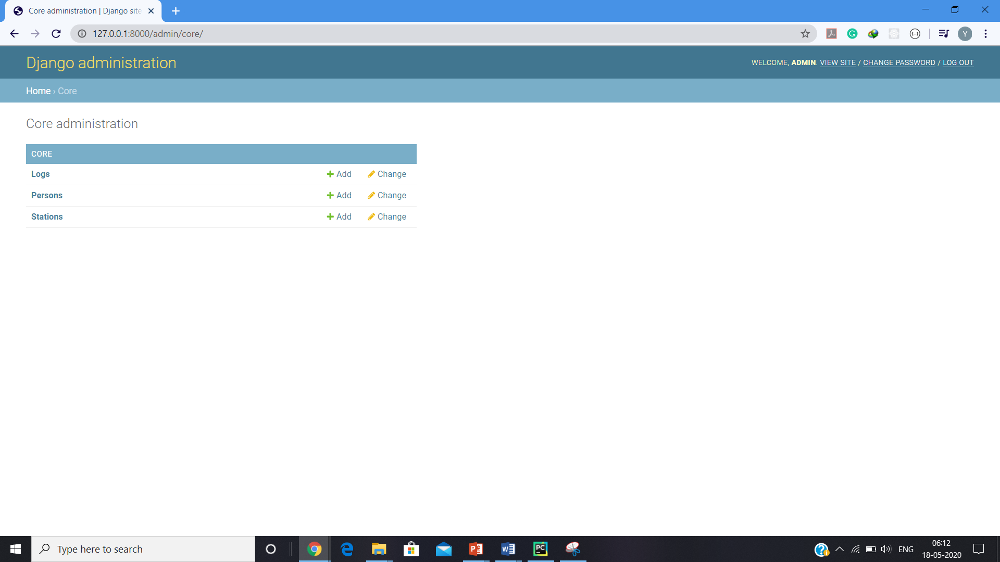 Core administration | Django site
127.0.0.1:8000/admin/core/
Y
Django administration
WELCOME, ADMIN. VIEW SITE / CHANGE PASSWORD / LOG OUT
Home › Core
Core administration
CORE
Logs Add Change
Persons Add Change
Stations Add Change
Type here to search
PC
ENG
06:12
18-05-2020